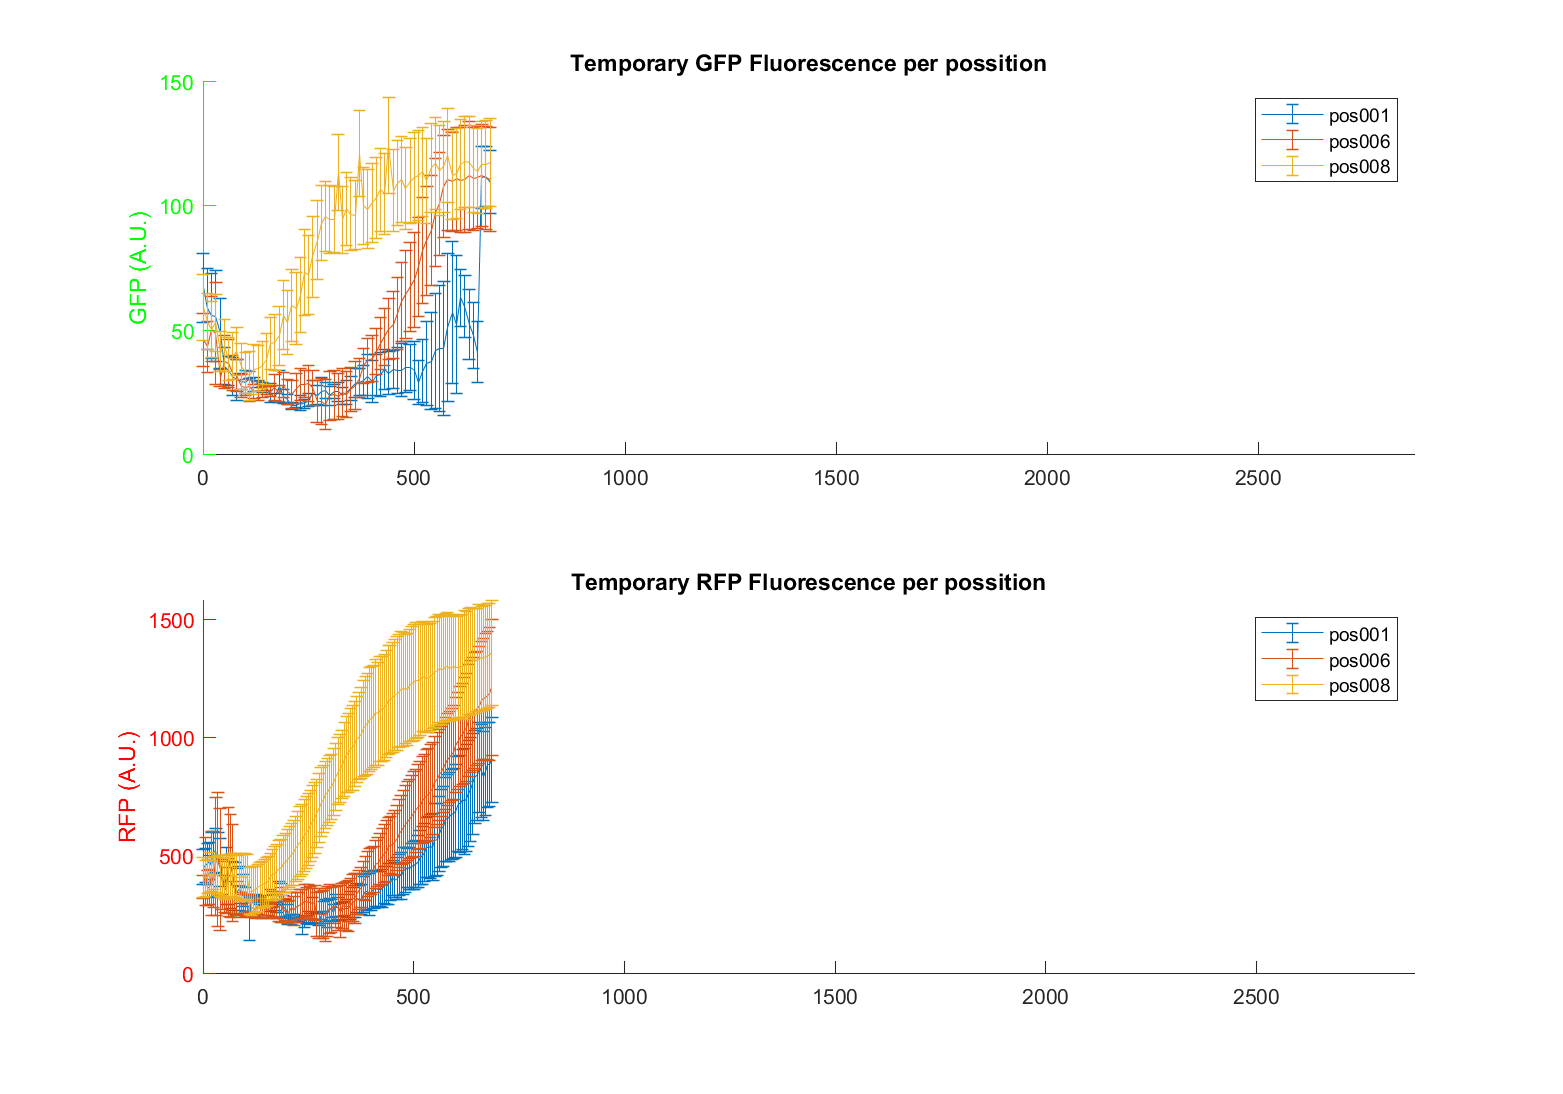 Temporary GFP Fluorescence per possition
150
100
50
0
GFP (A.U.)
0 500 1000 1500 2000 2500
pos001
pos006
pos008
Temporary RFP Fluorescence per possition
1500
1000
500
0
RFP (A.U.)
0 500 1000 1500 2000 2500
pos001
pos006
pos008